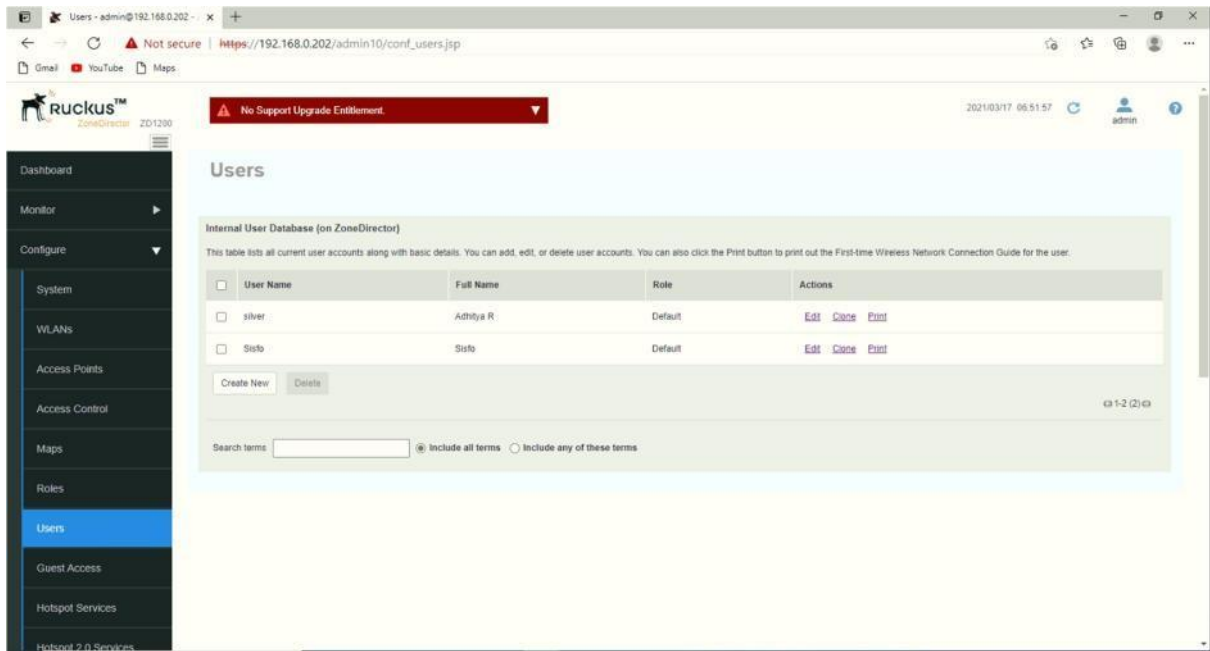 Users - admin@192.168.0.202 -
Not secure
https://192.168.0.202/admin10/conf_users.jsp
Gmail
YouTube
Maps
Ruckus™
ZoneDirector ZD1200
No Support Upgrade Entitlement.
2021/03/17 06:51:57
admin
Dashboard
Monitor
Configure
System
WLANs
Access Points
Access Control
Maps
Roles
Users
Guest Access
Hotspot Services
Hotspot 2.0 Services
Users
Internal User Database (on ZoneDirector)
This table lists all current user accounts along with basic details. You can add, edit, or delete user accounts. You can also click the Print button to print out the First-time Wireless Network Connection Guide for the user.
User Name Full Name Role Actions
silver Adhitya R Default Edit Clone Print
Sisfo Sisfo Default Edit Clone Print
Create New Delete
1-2 (2)
Search terms Include all terms Include any of these terms